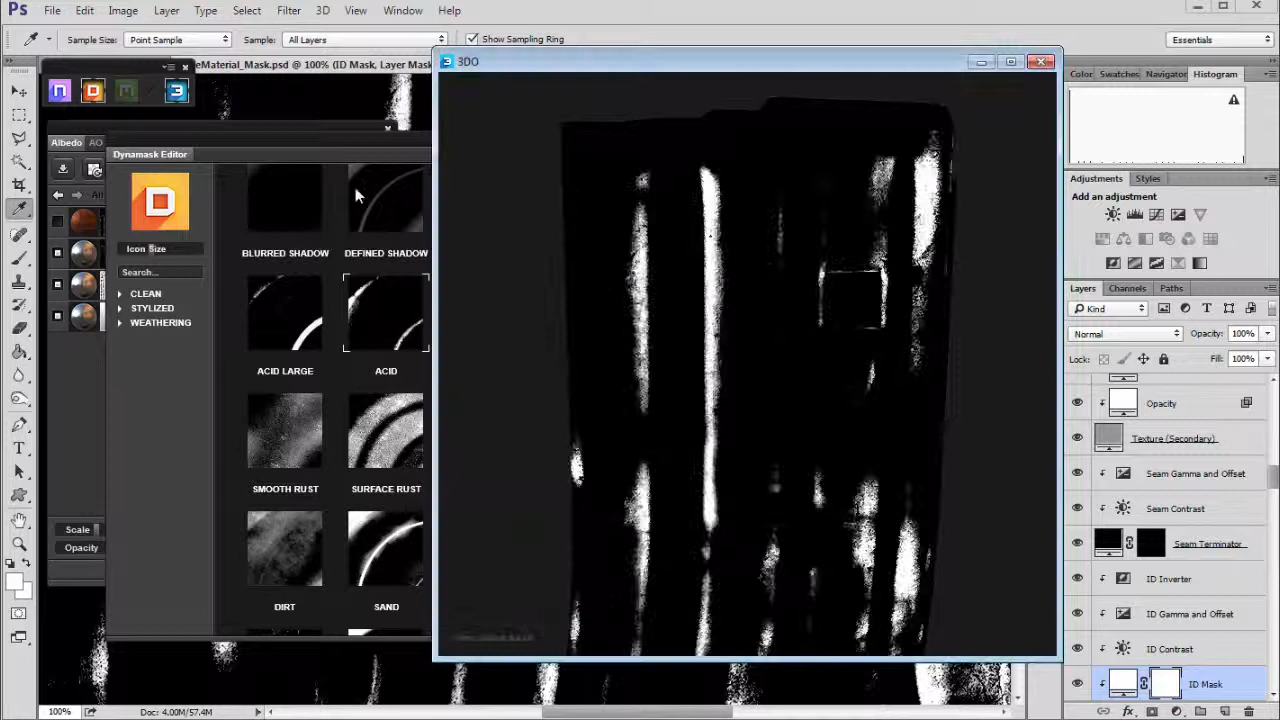 Ps File Edit Image Layer Type Select Filter 3D View Window Help
Sample Size: Point Sample Sample: All Layers Show Sampling Ring Essentials
eMaterial_Mask.psd @ 100% (ID Mask, Layer Mask
3DO
Color Swatches Navigator Histogram
Albedo AO
Dynamask Editor
Icon Size
Search...
CLEAN
STYLIZED
WEATHERING
BLURRED SHADOW DEFINED SHADOW
ACID LARGE ACID
SMOOTH RUST SURFACE RUST
DIRT SAND
Scale
Opacity
Adjustments Styles
Add an adjustment
Layers Channels Paths
Kind
Normal Opacity: 100%
Lock: Fill: 100%
Opacity
Texture (Secondary)
Seam Gamma and Offset
Seam Contrast
Seam Terminator
ID Inverter
ID Gamma and Offset
ID Contrast
ID Mask
100% Doc: 4.00M/57.4M